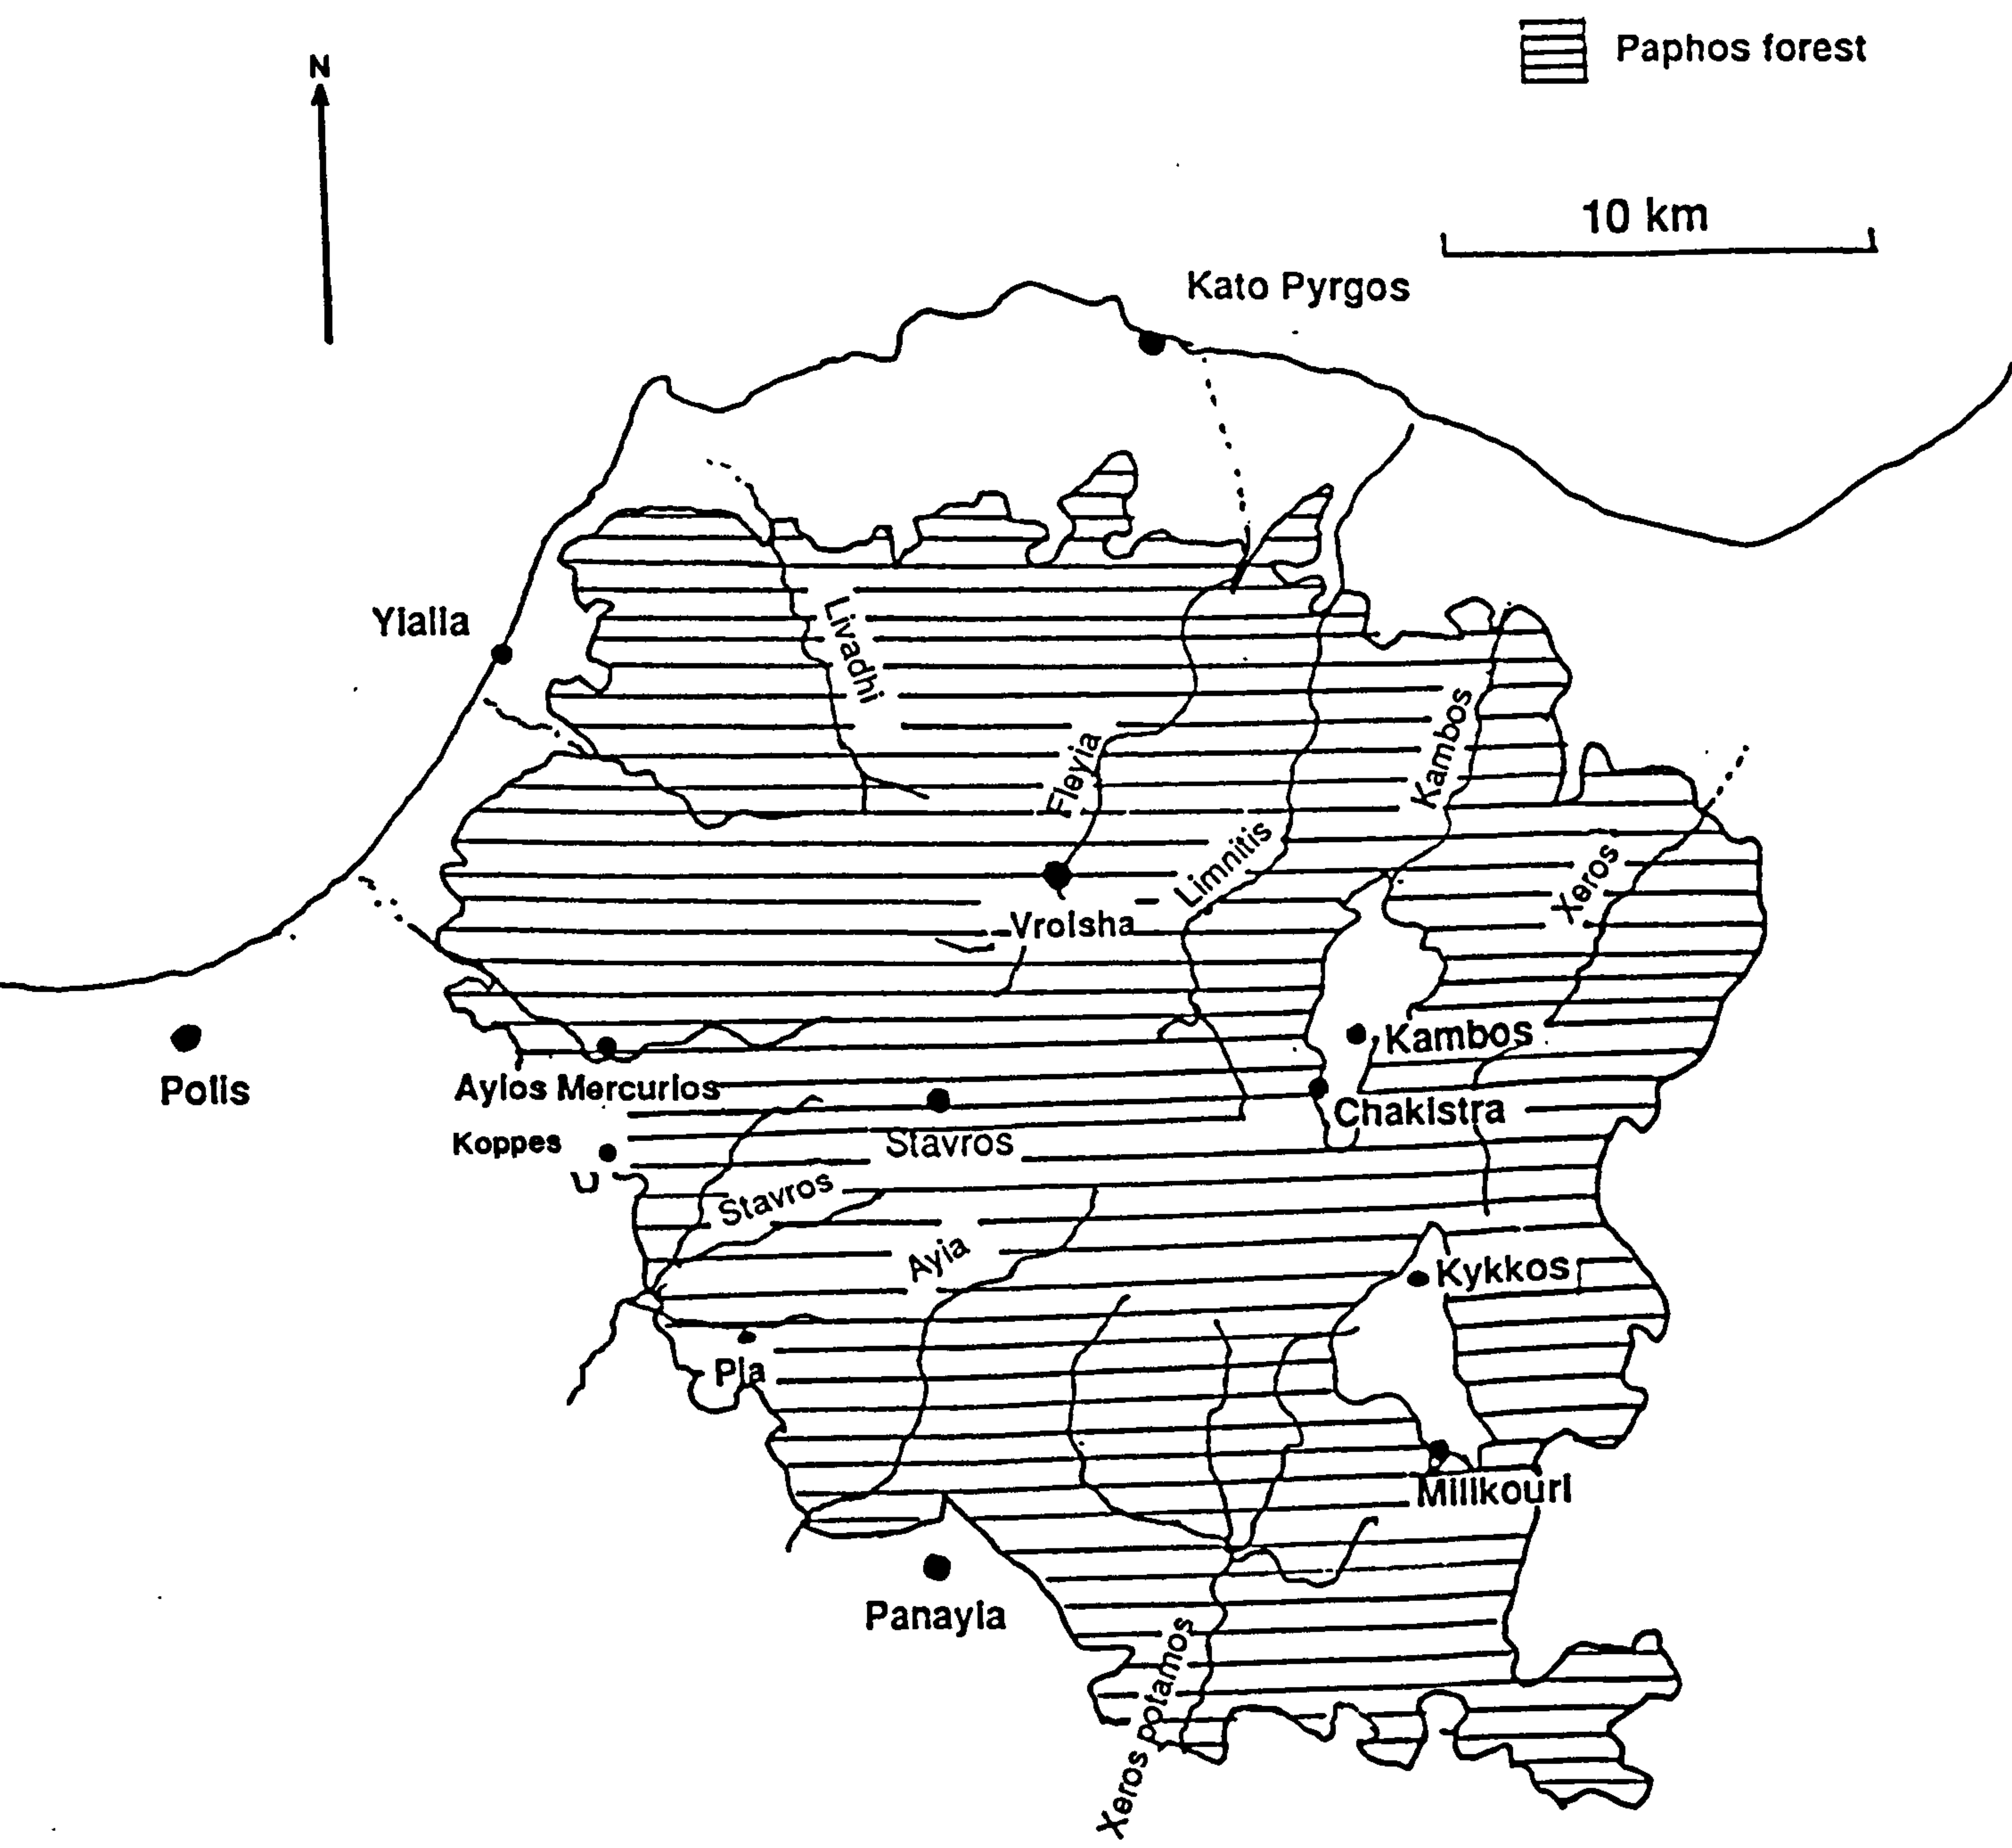 N
Paphos forest
10 km
Kato Pyrgos
Yialia
Livadhi
Fleyia
Kambos
Limnitis
Xeros
Vroisha
Polis
Kambos
Ayios Mercurios
Chakistra
Koppes
Stavros
Stavros
Ayia
Kykkos
Pia
Milikouri
Panayia
Xeros potamos